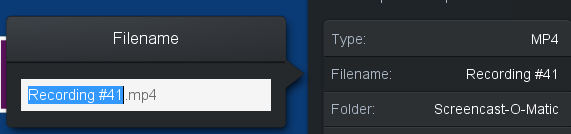 Filename
Recording #41.mp4
Type: MP4
Filename: Recording #41
Folder: Screencast-O-Matic